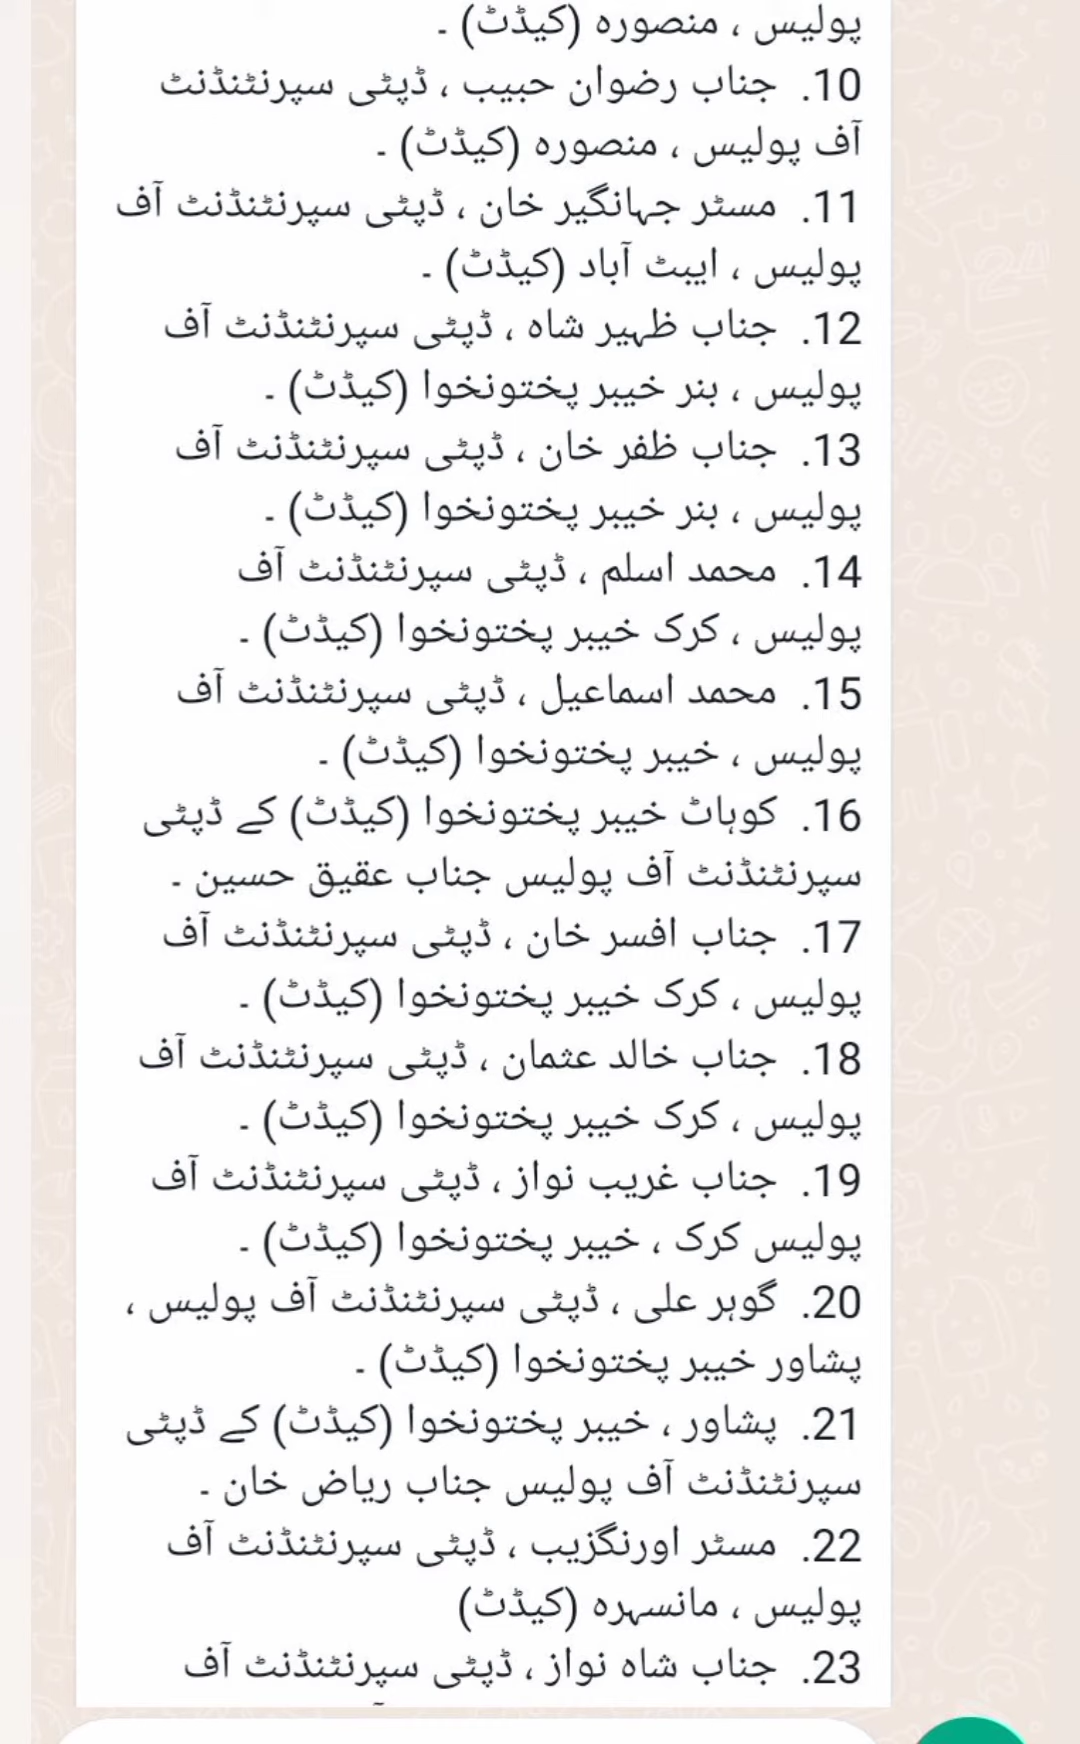 پولیس ، منصورہ (کیڈٹ) ۔
10. جناب رضوان حبیب ، ڈپٹی سپرنٹنڈنٹ
آف پولیس ، منصورہ (کیڈٹ) ۔
11. مسٹر جہانگیر خان ، ڈپٹی سپرنٹنڈنٹ آف
پولیس ، ایبٹ آباد (کیڈٹ) ۔
12. جناب ظہیر شاہ ، ڈپٹی سپرنٹنڈنٹ آف
پولیس ، بنر خیبر پختونخوا (کیڈٹ) ۔
13. جناب ظفر خان ، ڈپٹی سپرنٹنڈنٹ آف
پولیس ، بنر خیبر پختونخوا (کیڈٹ) ۔
14. محمد اسلم ، ڈپٹی سپرنٹنڈنٹ آف
پولیس ، کرک خیبر پختونخوا (کیڈٹ) ۔
15. محمد اسماعیل ، ڈپٹی سپرنٹنڈنٹ آف
پولیس ، خیبر پختونخوا (کیڈٹ) ۔
16. کوہاٹ خیبر پختونخوا (کیڈٹ) کے ڈپٹی
سپرنٹنڈنٹ آف پولیس جناب عقیق حسین ۔
17. جناب افسر خان ، ڈپٹی سپرنٹنڈنٹ آف
پولیس ، کرک خیبر پختونخوا (کیڈٹ) ۔
18. جناب خالد عثمان ، ڈپٹی سپرنٹنڈنٹ آف
پولیس ، کرک خیبر پختونخوا (کیڈٹ) ۔
19. جناب غریب نواز ، ڈپٹی سپرنٹنڈنٹ آف
پولیس کرک ، خیبر پختونخوا (کیڈٹ) ۔
20. گوہر علی ، ڈپٹی سپرنٹنڈنٹ آف پولیس ،
پشاور خیبر پختونخوا (کیڈٹ) ۔
21. پشاور ، خیبر پختونخوا (کیڈٹ) کے ڈپٹی
سپرنٹنڈنٹ آف پولیس جناب ریاض خان ۔
22. مسٹر اورنگزیب ، ڈپٹی سپرنٹنڈنٹ آف
پولیس ، مانسہرہ (کیڈٹ)
23. جناب شاہ نواز ، ڈپٹی سپرنٹنڈنٹ آف